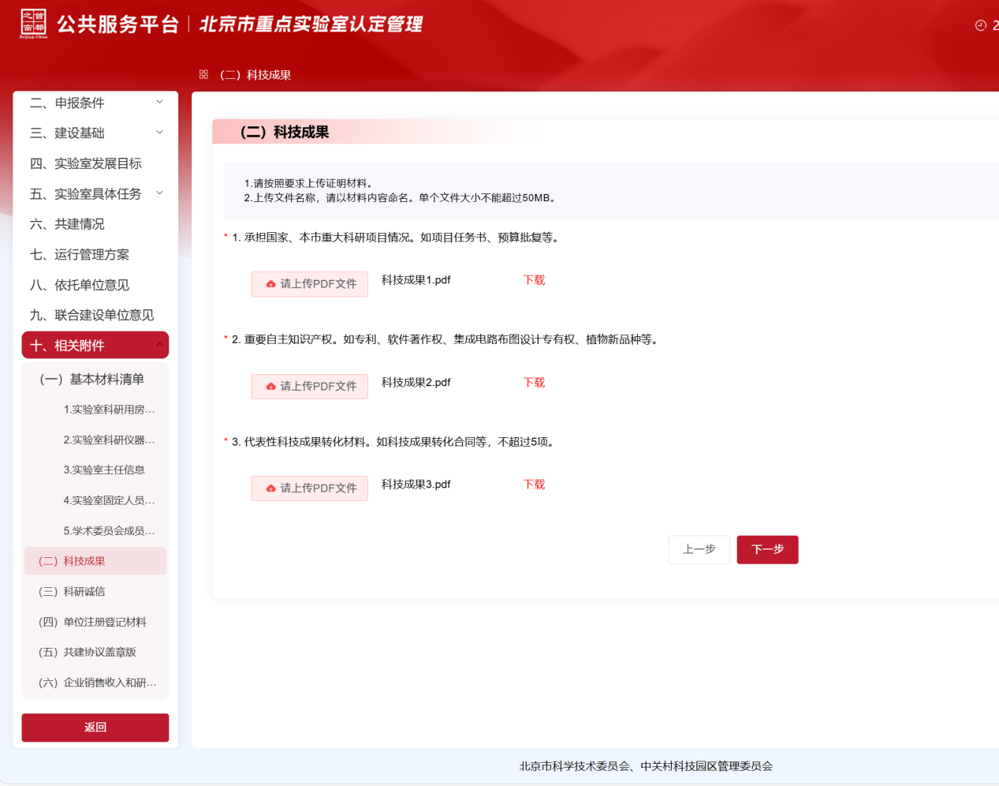 首都之窗
Beijing-China
公共服务平台
北京市重点实验室认定管理
2
（二）科技成果
二、申报条件
三、建设基础
四、实验室发展目标
五、实验室具体任务
六、共建情况
七、运行管理方案
八、依托单位意见
九、联合建设单位意见
十、相关附件
（一）基本材料清单
1.实验室科研用房...
2.实验室科研仪器...
3.实验室主任信息
4.实验室固定人员...
5.学术委员会成员...
（二）科技成果
（三）科研诚信
（四）单位注册登记材料
（五）共建协议盖章版
（六）企业销售收入和研...
返回
（二）科技成果
1.请按照要求上传证明材料。
2.上传文件名称，请以材料内容命名。单个文件大小不能超过50MB。
* 1. 承担国家、本市重大科研项目情况。如项目任务书、预算批复等。
请上传PDF文件 科技成果1.pdf 下载
* 2. 重要自主知识产权。如专利、软件著作权、集成电路布图设计专有权、植物新品种等。
请上传PDF文件 科技成果2.pdf 下载
* 3. 代表性科技成果转化材料。如科技成果转化合同等，不超过5项。
请上传PDF文件 科技成果3.pdf 下载
上一步 下一步
北京市科学技术委员会、中关村科技园区管理委员会